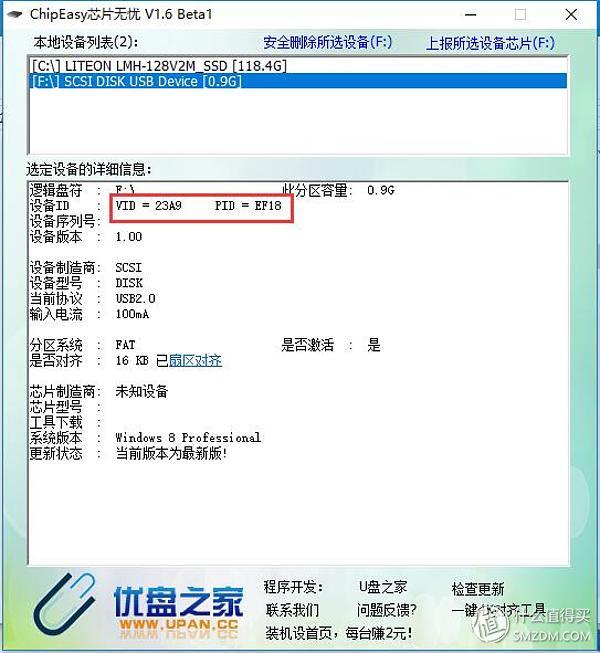 ChipEasy芯片无忧 V1.6 Beta1
本地设备列表(2): 安全删除所选设备(F:) 上报所选设备芯片(F:)
[C:\] LITEON LMH-128V2M_SSD [118.4G]
[F:\] SCSI DISK USB Device [0.9G]
选定设备的详细信息:
逻辑盘符 : F:\ 此分区容量: 0.9G
设备ID : VID = 23A9 PID = EF18
设备序列号:
设备版本 : 1.00
设备制造商: SCSI
设备型号 : DISK
当前协议 : USB2.0
输入电流 : 100mA
分区系统 : FAT 是否激活 : 是
是否对齐 : 16 KB 已扇区对齐
芯片制造商: 未知设备
芯片型号 :
工具下载 :
系统版本 : Windows 8 Professional
更新状态 : 当前版本为最新版!
优盘之家
WWW.UPAN.CC
程序开发: U盘之家 检查更新
联系我们 问题反馈? 一键4K对齐工具
装机设首页，每台赚2元!
值 什么值得买
SMZDM.COM